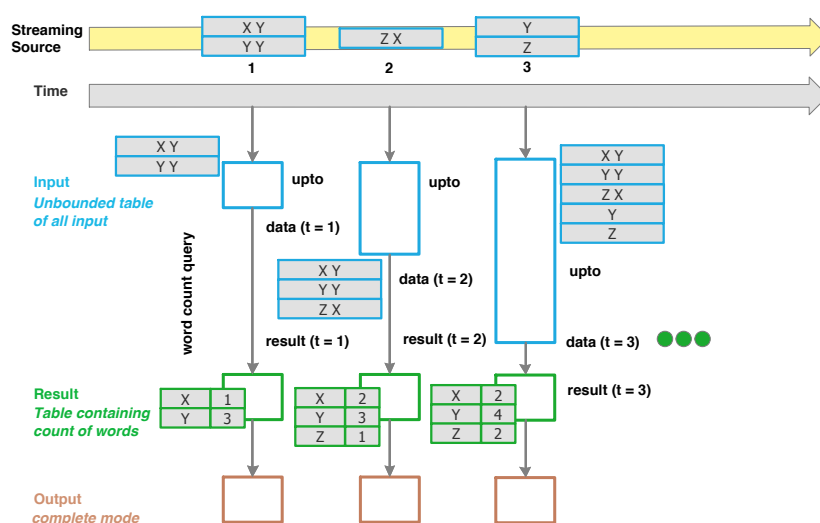 Streaming
Source
X Y
Y Y
1
Z X
2
Y
Z
3
Time
Input
Unbounded table
of all input
X Y
Y Y
upto
data (t = 1)
word count query
result (t = 1)
upto
X Y
Y Y
Z X
data (t = 2)
result (t = 2)
X Y
Y Y
Z X
Y
Z
upto
data (t = 3)
result (t = 3)
Result
Table containing
count of words
X 1
Y 3
X 2
Y 3
Z 1
X 2
Y 4
Z 2
Output
complete mode